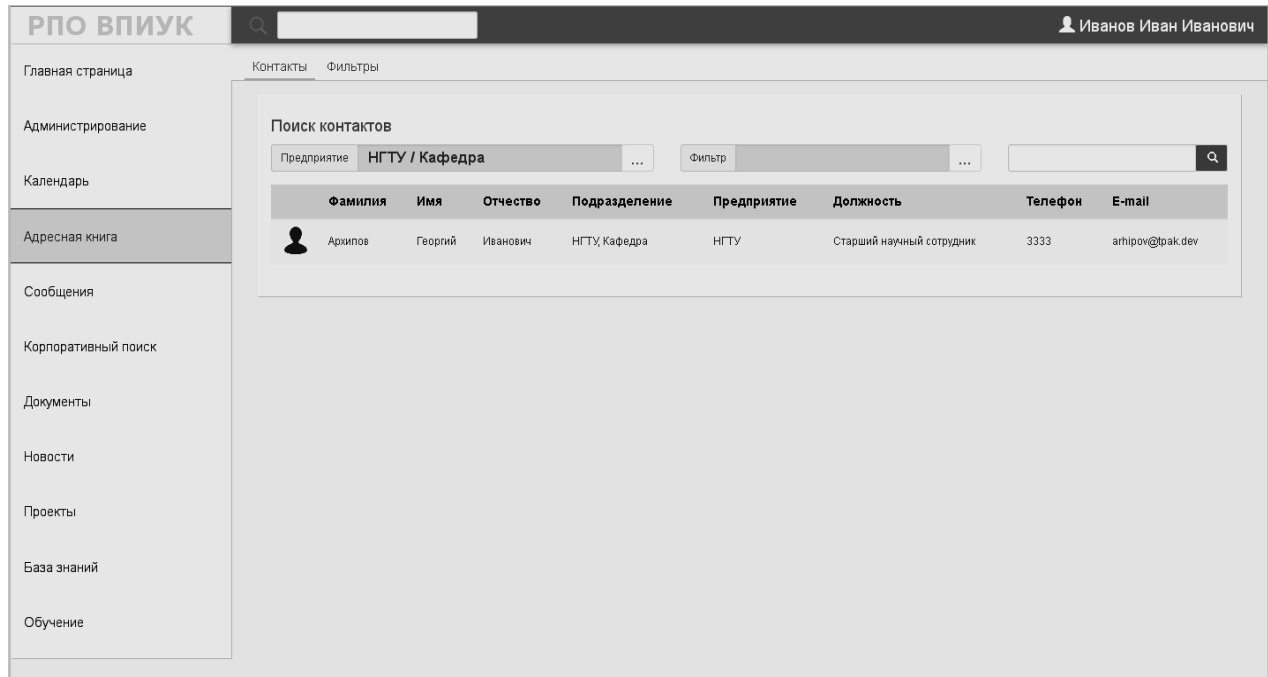 РПО ВПИУК
Иванов Иван Иванович
Главная страница
Администрирование
Календарь
Адресная книга
Сообщения
Корпоративный поиск
Документы
Новости
Проекты
База знаний
Обучение
Контакты Фильтры
Поиск контактов
Предприятие НГТУ / Кафедра ... Фильтр ...
Фамилия Имя Отчество Подразделение Предприятие Должность Телефон E-mail
Архипов Георгий Иванович НГТУ, Кафедра НГТУ Старший научный сотрудник 3333 arhipov@tpak.dev